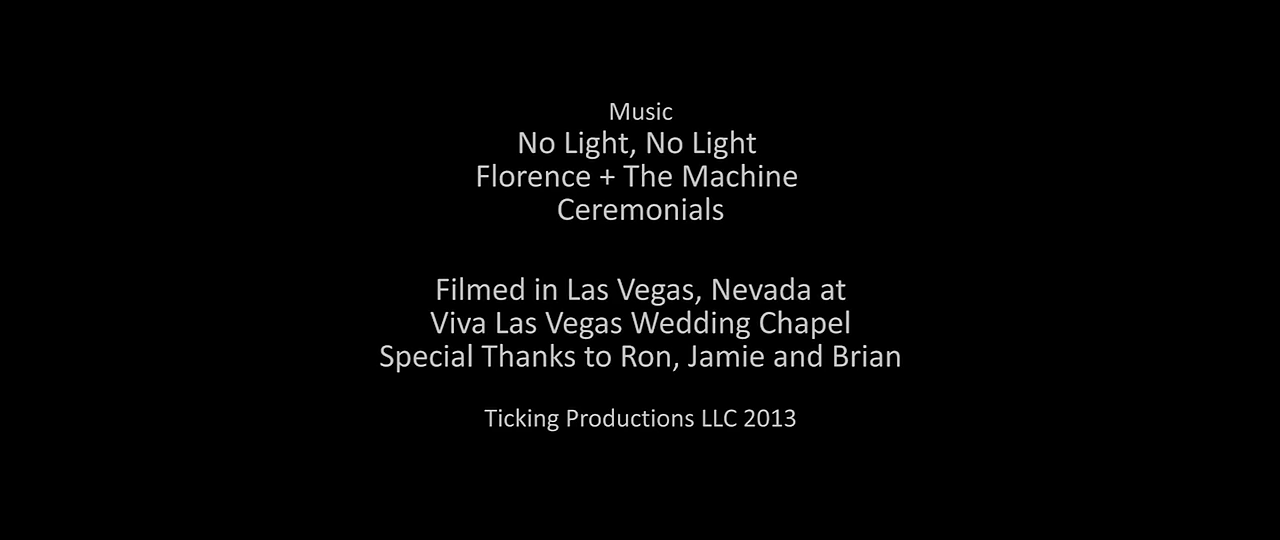 Music
No Light, No Light
Florence + The Machine
Ceremonials
Filmed in Las Vegas, Nevada at
Viva Las Vegas Wedding Chapel
Special Thanks to Ron, Jamie and Brian
Ticking Productions LLC 2013